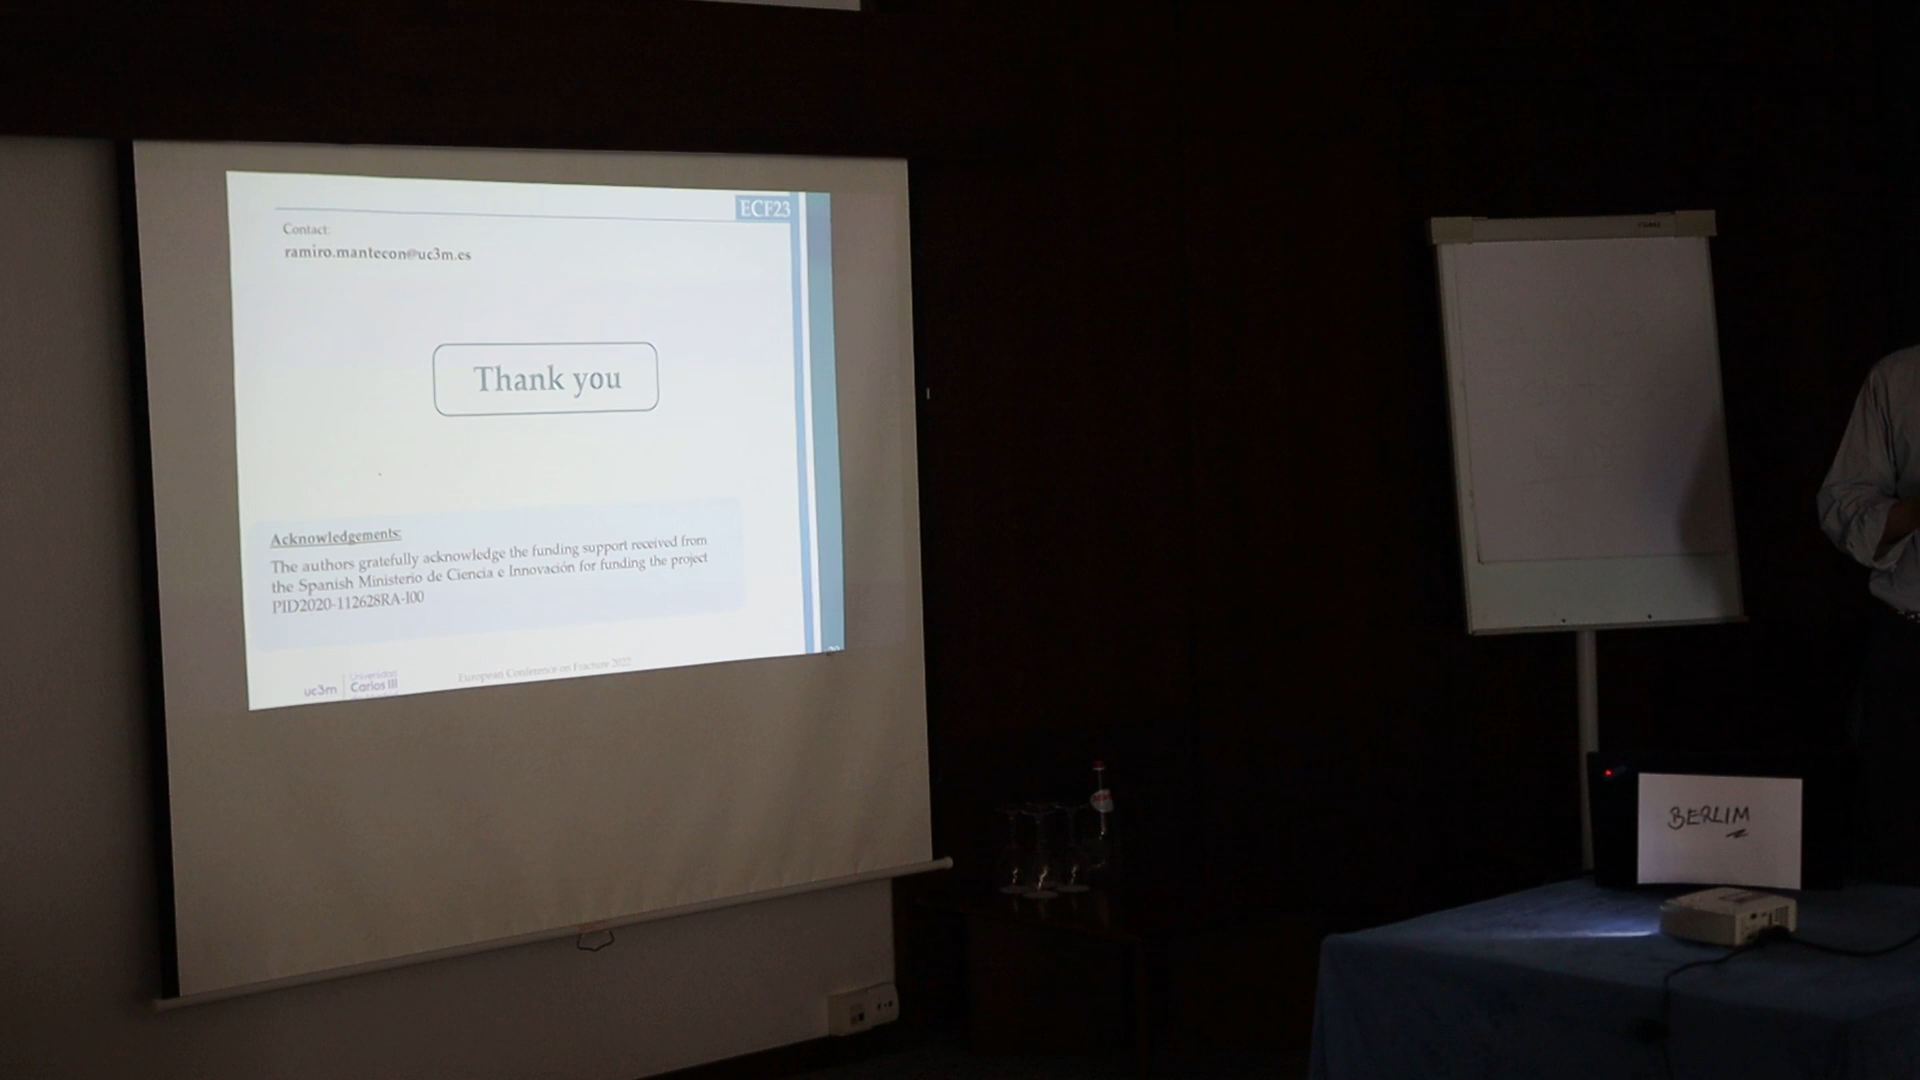 ECF23
Contact:
ramiro.mantecon@uc3m.es
Thank you
Acknowledgements:
The authors gratefully acknowledge the funding support received from
the Spanish Ministerio de Ciencia e Innovación for funding the project
PID2020-112628RA-I00
uc3m
Universidad
Carlos III
European Conference on Fracture 2022
BERLIM